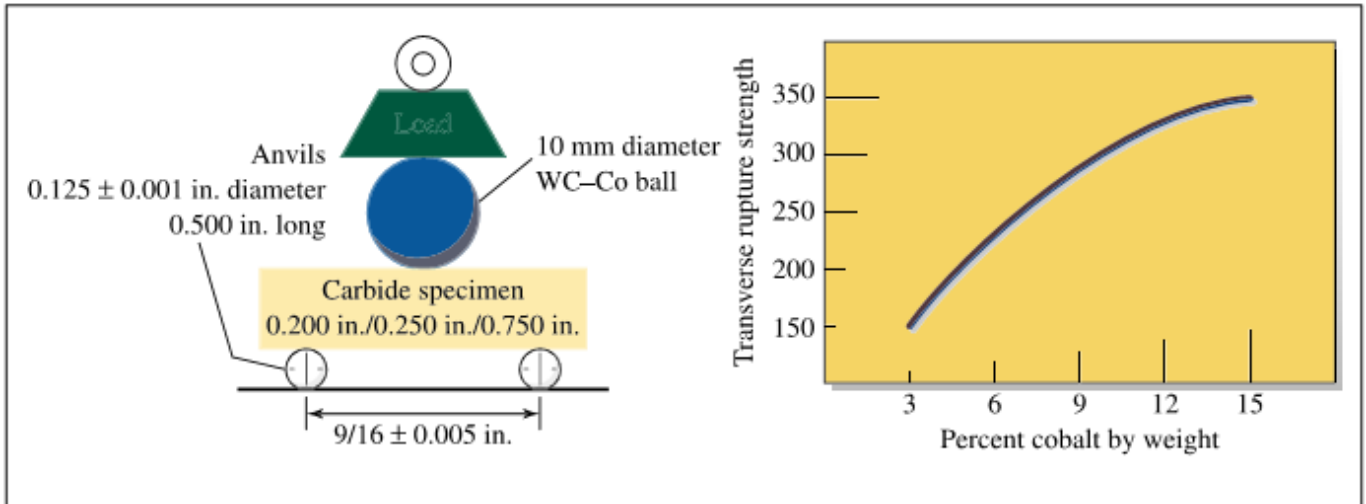 Load
Anvils
0.125 ± 0.001 in. diameter
0.500 in. long
10 mm diameter
WC–Co ball
Carbide specimen
0.200 in./0.250 in./0.750 in.
9/16 ± 0.005 in.
Transverse rupture strength
350
300
250
200
150
3 6 9 12 15
Percent cobalt by weight